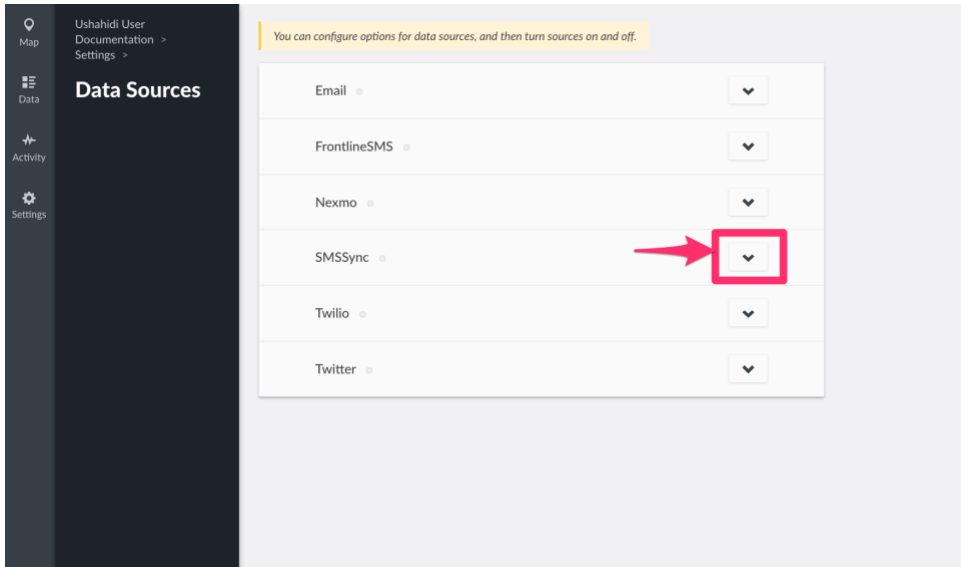 Map
Data
Activity
Settings
Ushahidi User
Documentation >
Settings >
Data Sources
You can configure options for data sources, and then turn sources on and off.
Email
FrontlineSMS
Nexmo
SMSSync
Twilio
Twitter